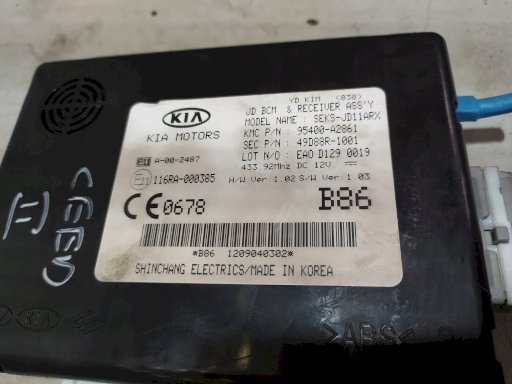 YD KIM (838)
JD BCM & RECEIVER ASS'Y
MODEL NAME : SEKS-JD11ARX
KMC P/N : 95400-A2861
SEC P/N : 49D88R-1001
LOT N/O : EAO D129 0019
433.92Mhz DC 12V
H/W Ver: 1.02 S/W Ver: 1.03
KIA
KIA MOTORS
A-00-2487
116RA-000385
CE0678
B86
*B86 1209040302*
SHINCHANG ELECTRICS/MADE IN KOREA
KIA
>ABS<